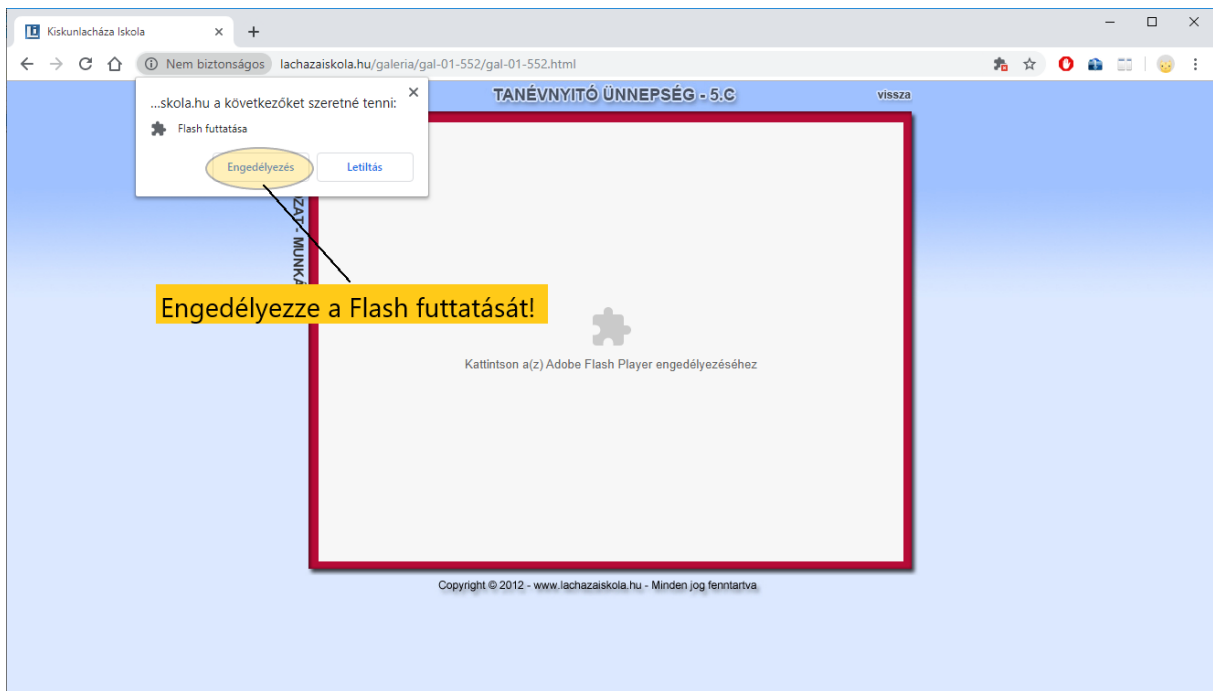 Kiskunlacháza Iskola
Nem biztonságos
lachazaiskola.hu/galeria/gal-01-552/gal-01-552.html
TANÉVNYITÓ ÜNNEPSÉG - 5.C
vissza
...skola.hu a következőket szeretné tenni:
Flash futtatása
Engedélyezés
Letiltás
MUNKÁ
Engedélyezze a Flash futtatását!
Kattintson a(z) Adobe Flash Player engedélyezéséhez
Copyright © 2012 - www.lachazaiskola.hu - Minden jog fenntartva